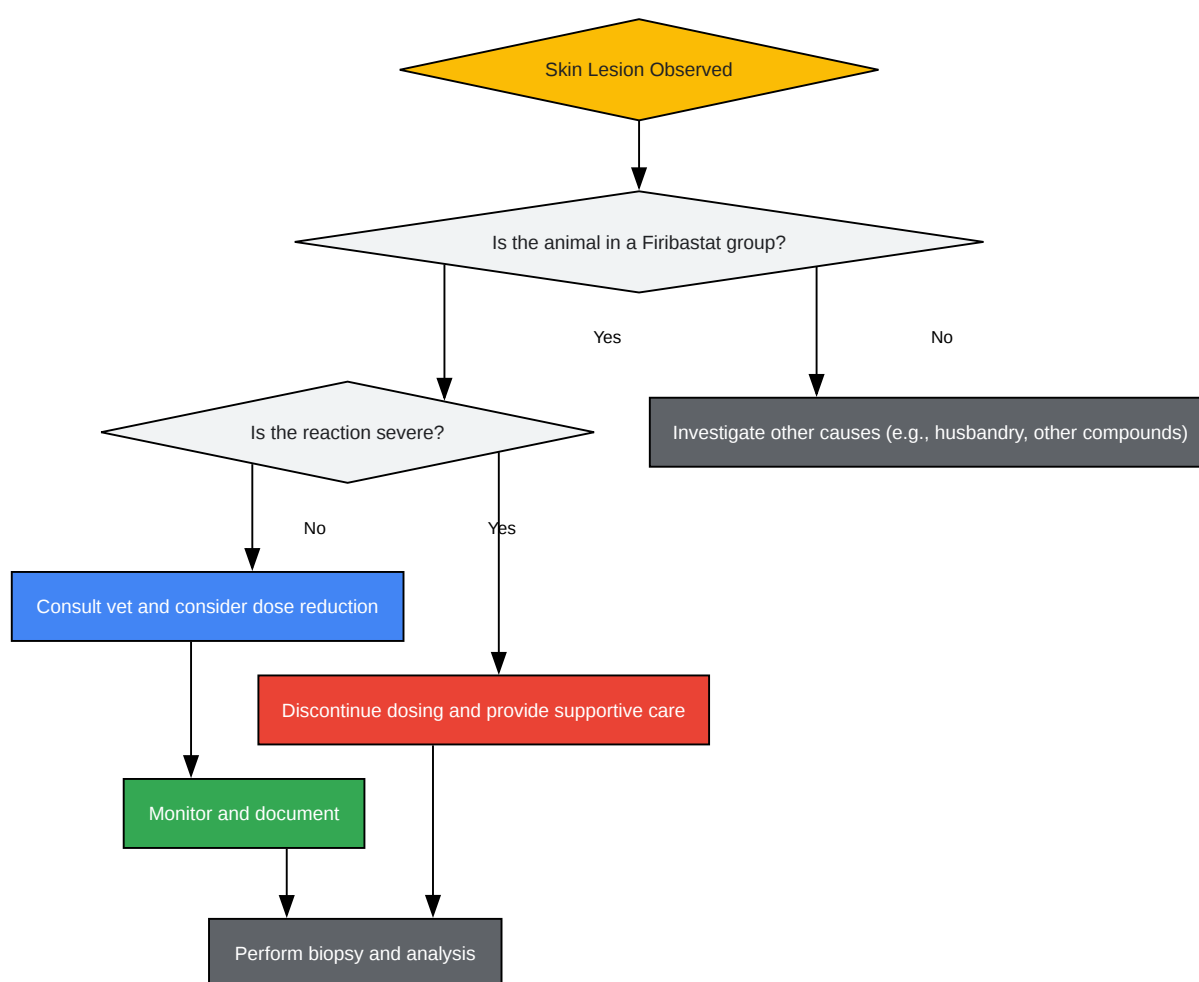 Skin Lesion Observed
Is the animal in a Firibastat group?
Yes
No
Is the reaction severe?
Investigate other causes (e.g., husbandry, other compounds)
No
Yes
Consult vet and consider dose reduction
Discontinue dosing and provide supportive care
Monitor and document
Perform biopsy and analysis